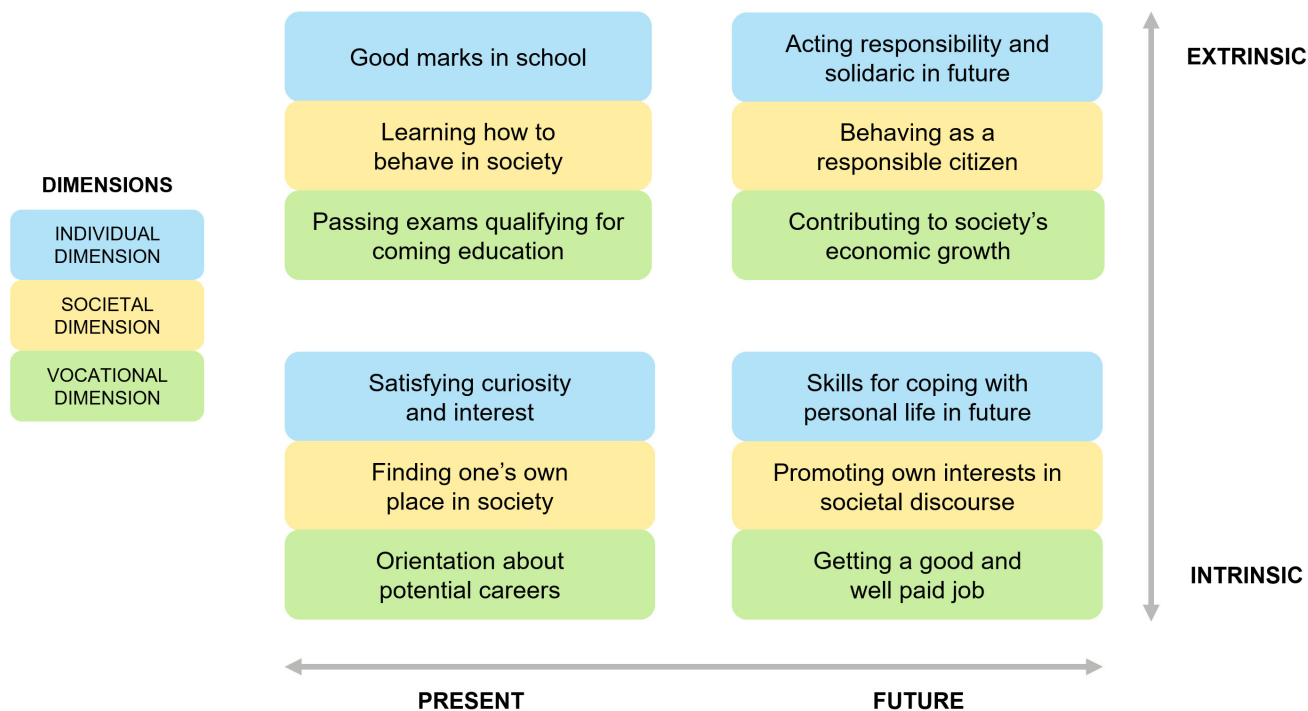 Good marks in school
Acting responsibility and
solidaric in future
EXTRINSIC
Learning how to
behave in society
Behaving as a
responsible citizen
Passing exams qualifying for
coming education
Contributing to society’s
economic growth
DIMENSIONS
INDIVIDUAL
DIMENSION
SOCIETAL
DIMENSION
VOCATIONAL
DIMENSION
Satisfying curiosity
and interest
Skills for coping with
personal life in future
Finding one’s own
place in society
Promoting own interests in
societal discourse
Orientation about
potential careers
Getting a good and
well paid job
INTRINSIC
PRESENT
FUTURE